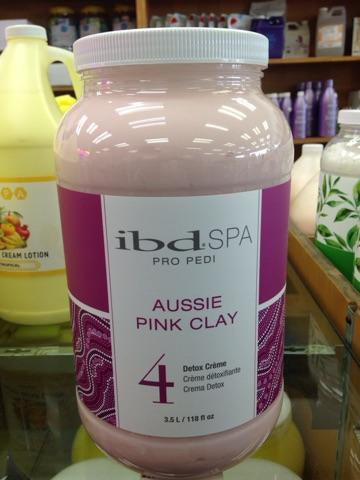 ibd SPA
PRO PEDI
AUSSIE
PINK CLAY
4
Detox Crème
Crème détoxifiante
Crema Detox
3.5 L / 118 fl oz
P A
CREAM LOTION
TROPICAL